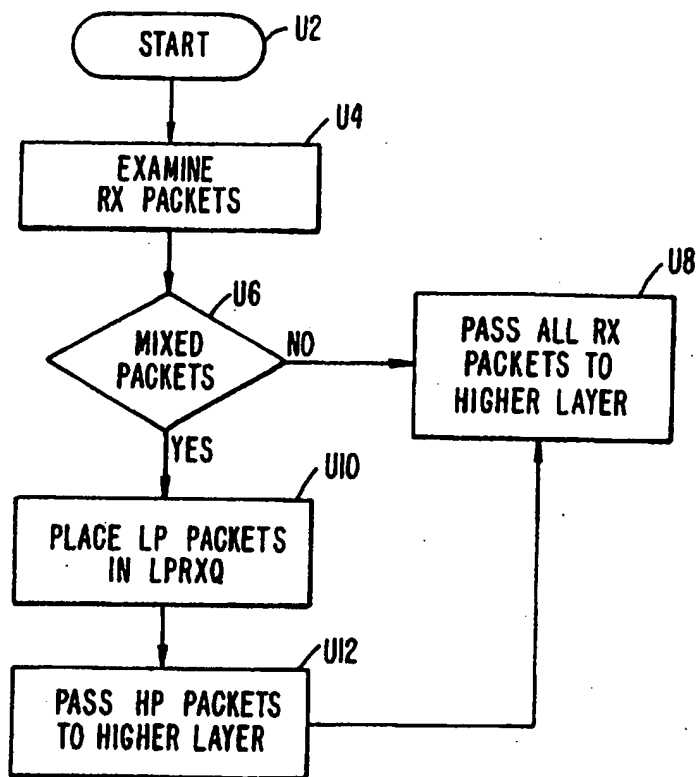 START
U2
U4
EXAMINE
RX PACKETS
U6
MIXED
PACKETS
NO
U8
PASS ALL RX
PACKETS TO
HIGHER LAYER
YES
U10
PLACE LP PACKETS
IN LPRXQ
U12
PASS HP PACKETS
TO HIGHER LAYER